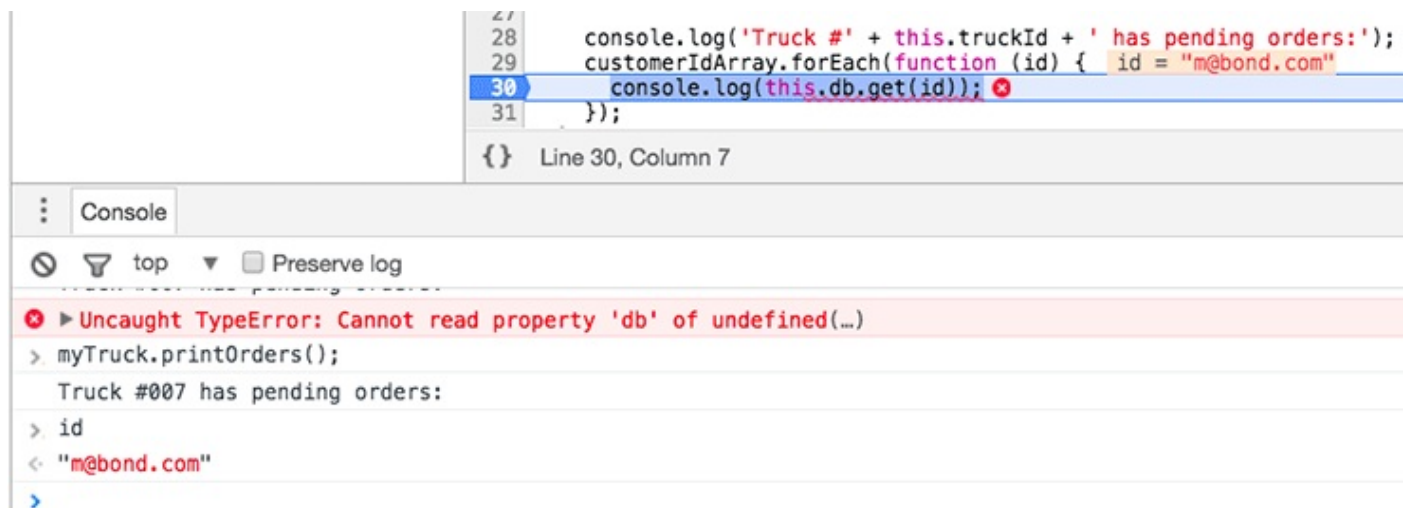 27
28 console.log('Truck #' + this.truckId + ' has pending orders:');
29 customerIdArray.forEach(function (id) { id = "m@bond.com"
30 console.log(this.db.get(id));
31 });
{} Line 30, Column 7
Console
top ▼ Preserve log
▶ Uncaught TypeError: Cannot read property 'db' of undefined(…)
> myTruck.printOrders();
Truck #007 has pending orders:
> id
< "m@bond.com"
>